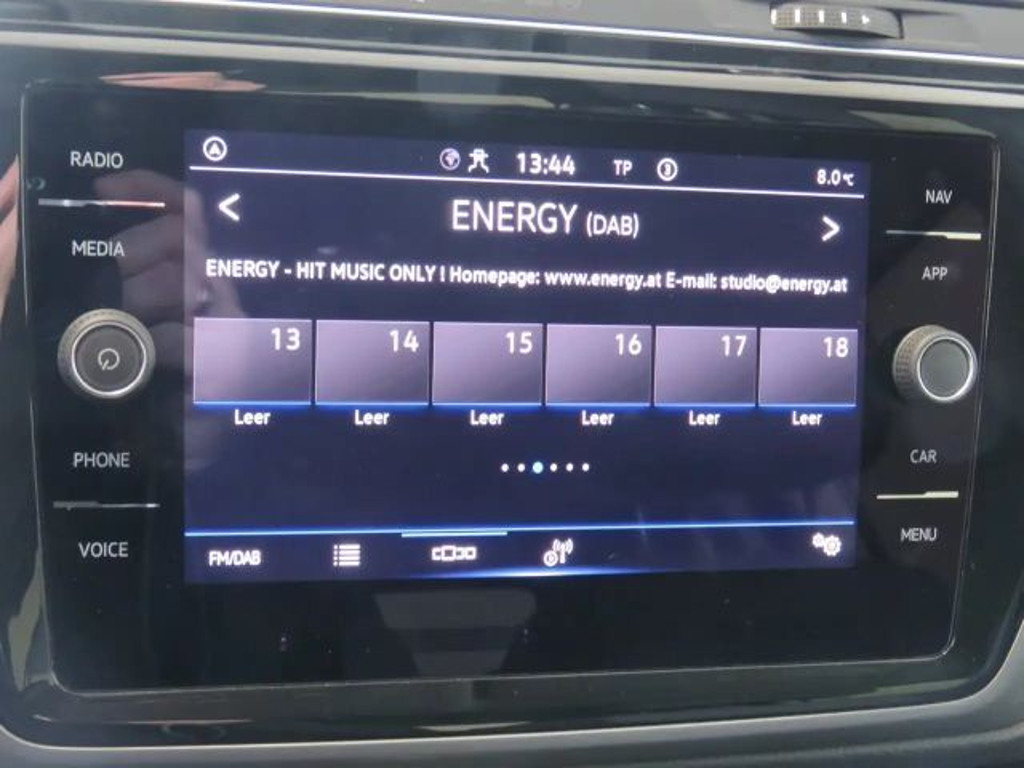 RADIO
MEDIA
PHONE
VOICE
13:44 TP 3 8.0°C
< ENERGY (DAB) >
ENERGY - HIT MUSIC ONLY ! Homepage: www.energy.at E-mail: studio@energy.at
13 14 15 16 17 18
Leer Leer Leer Leer Leer Leer
FM/DAB
NAV
APP
CAR
MENU